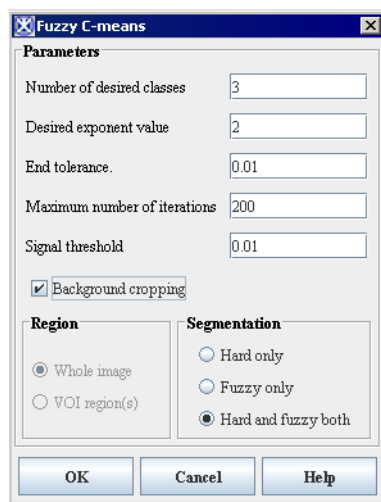 Fuzzy C-means
Parameters
Number of desired classes 3
Desired exponent value 2
End tolerance. 0.01
Maximum number of iterations 200
Signal threshold 0.01
Background cropping
Region
Whole image
VOI region(s)
Segmentation
Hard only
Fuzzy only
Hard and fuzzy both
OK Cancel Help